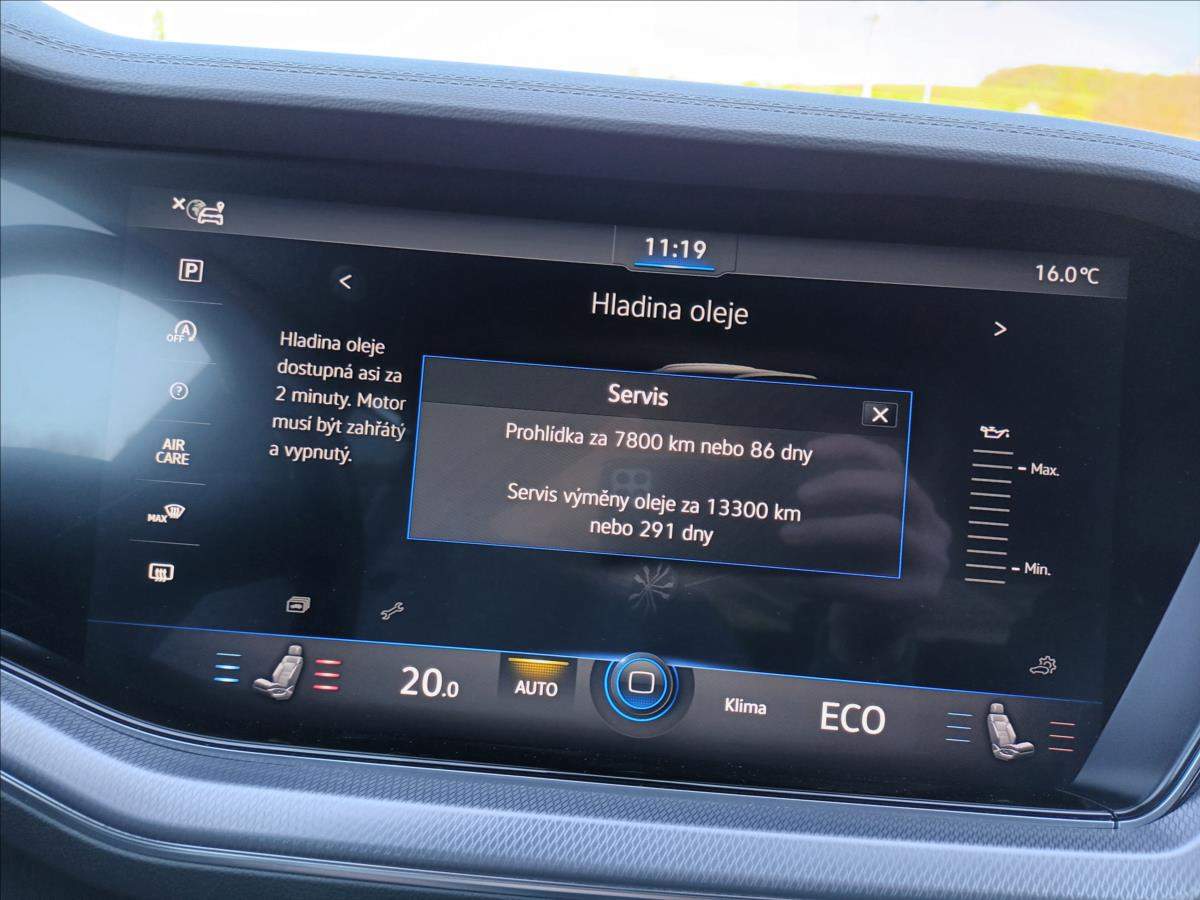 11:19
16.0°C
P
<
Hladina oleje
>
A
OFF
Hladina oleje
dostupná asi za
2 minuty. Motor
musí být zahřátý
a vypnutý.
?
AIR
CARE
MAX
Servis
X
Prohlídka za 7800 km nebo 86 dny
Servis výměny oleje za 13300 km
nebo 291 dny
Max.
Min.
20.0
AUTO
Klima
ECO